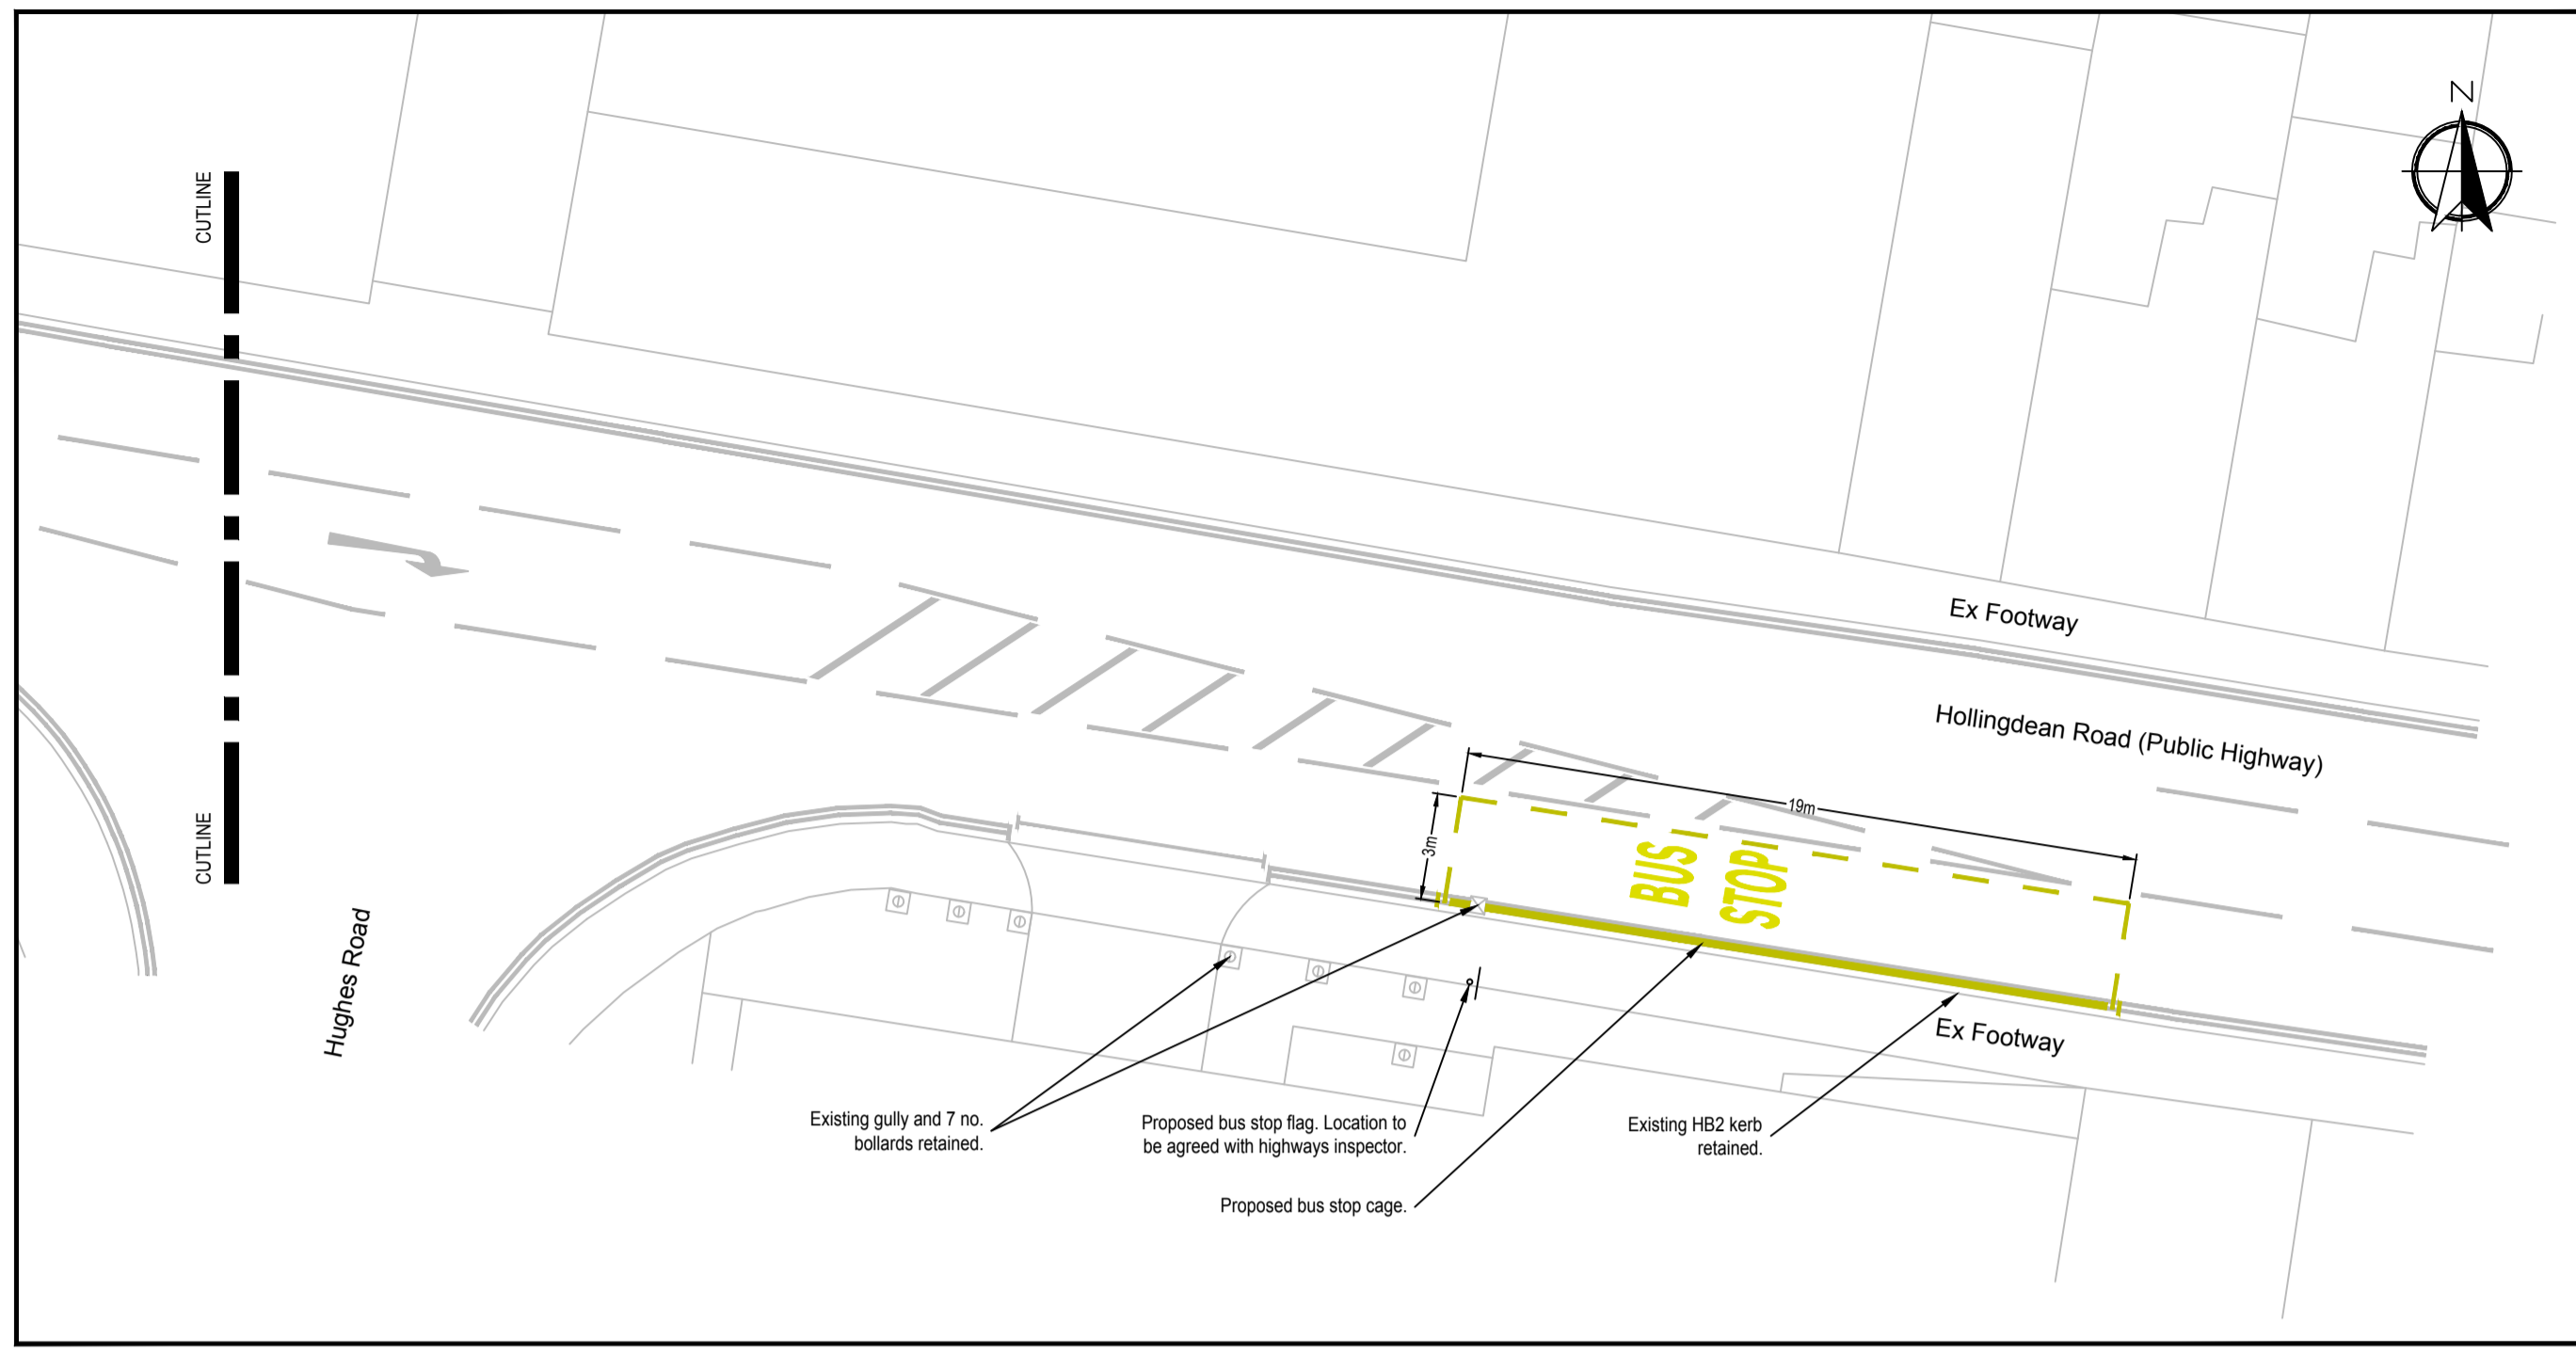 N
CUTLINE
Ex Footway
Hollingdean Road (Public Highway)
19m
3m
BUS
STOP
CUTLINE
Hughes Road
Ex Footway
Existing gully and 7 no.
bollards retained.
Proposed bus stop flag. Location to
be agreed with highways inspector.
Existing HB2 kerb
retained.
Proposed bus stop cage.